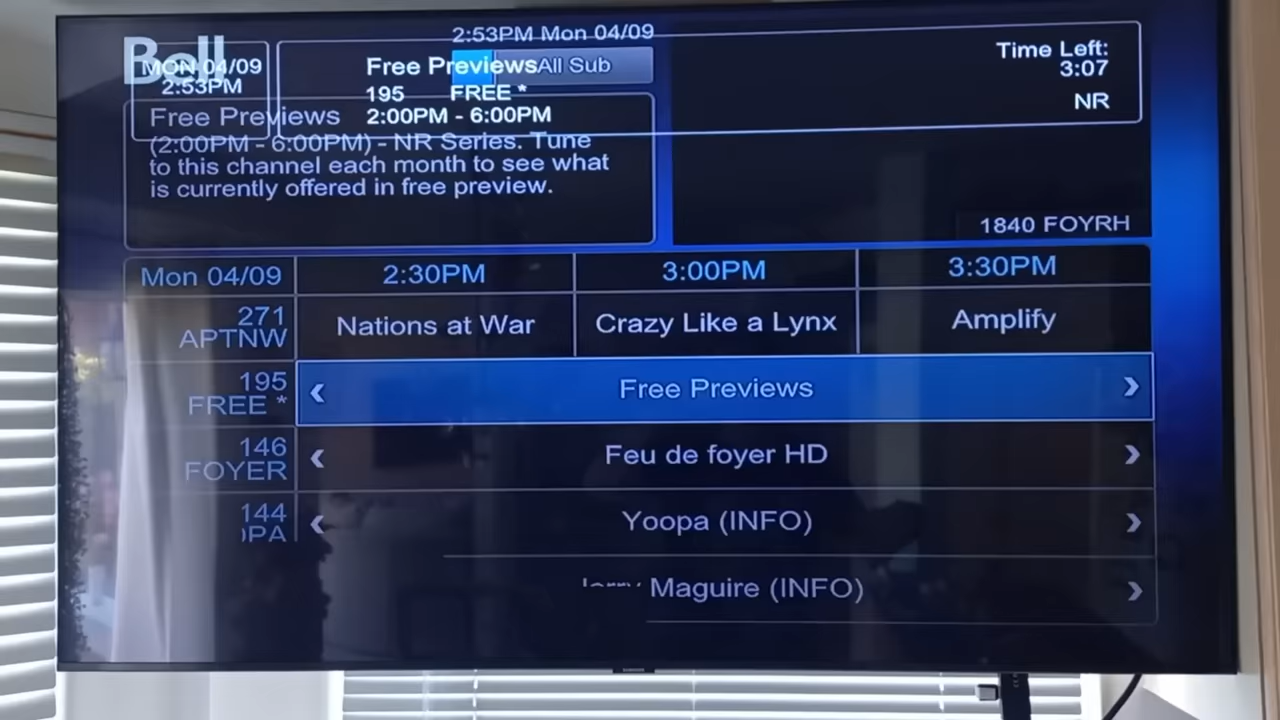 2:53PM Mon 04/09
Bell
MON 04/09
2:53PM
Free Previews
All Sub
195 FREE *
2:00PM - 6:00PM
Time Left:
3:07
NR
Free Previews
(2:00PM - 6:00PM) - NR Series. Tune
to this channel each month to see what
is currently offered in free preview.
1840 FOYRH
Mon 04/09 2:30PM 3:00PM 3:30PM
271
APTNW
Nations at War Crazy Like a Lynx Amplify
195
FREE *
‹ Free Previews ›
146
FOYER
‹ Feu de foyer HD ›
144
‹ Yoopa (INFO) ›
Maguire (INFO) ›